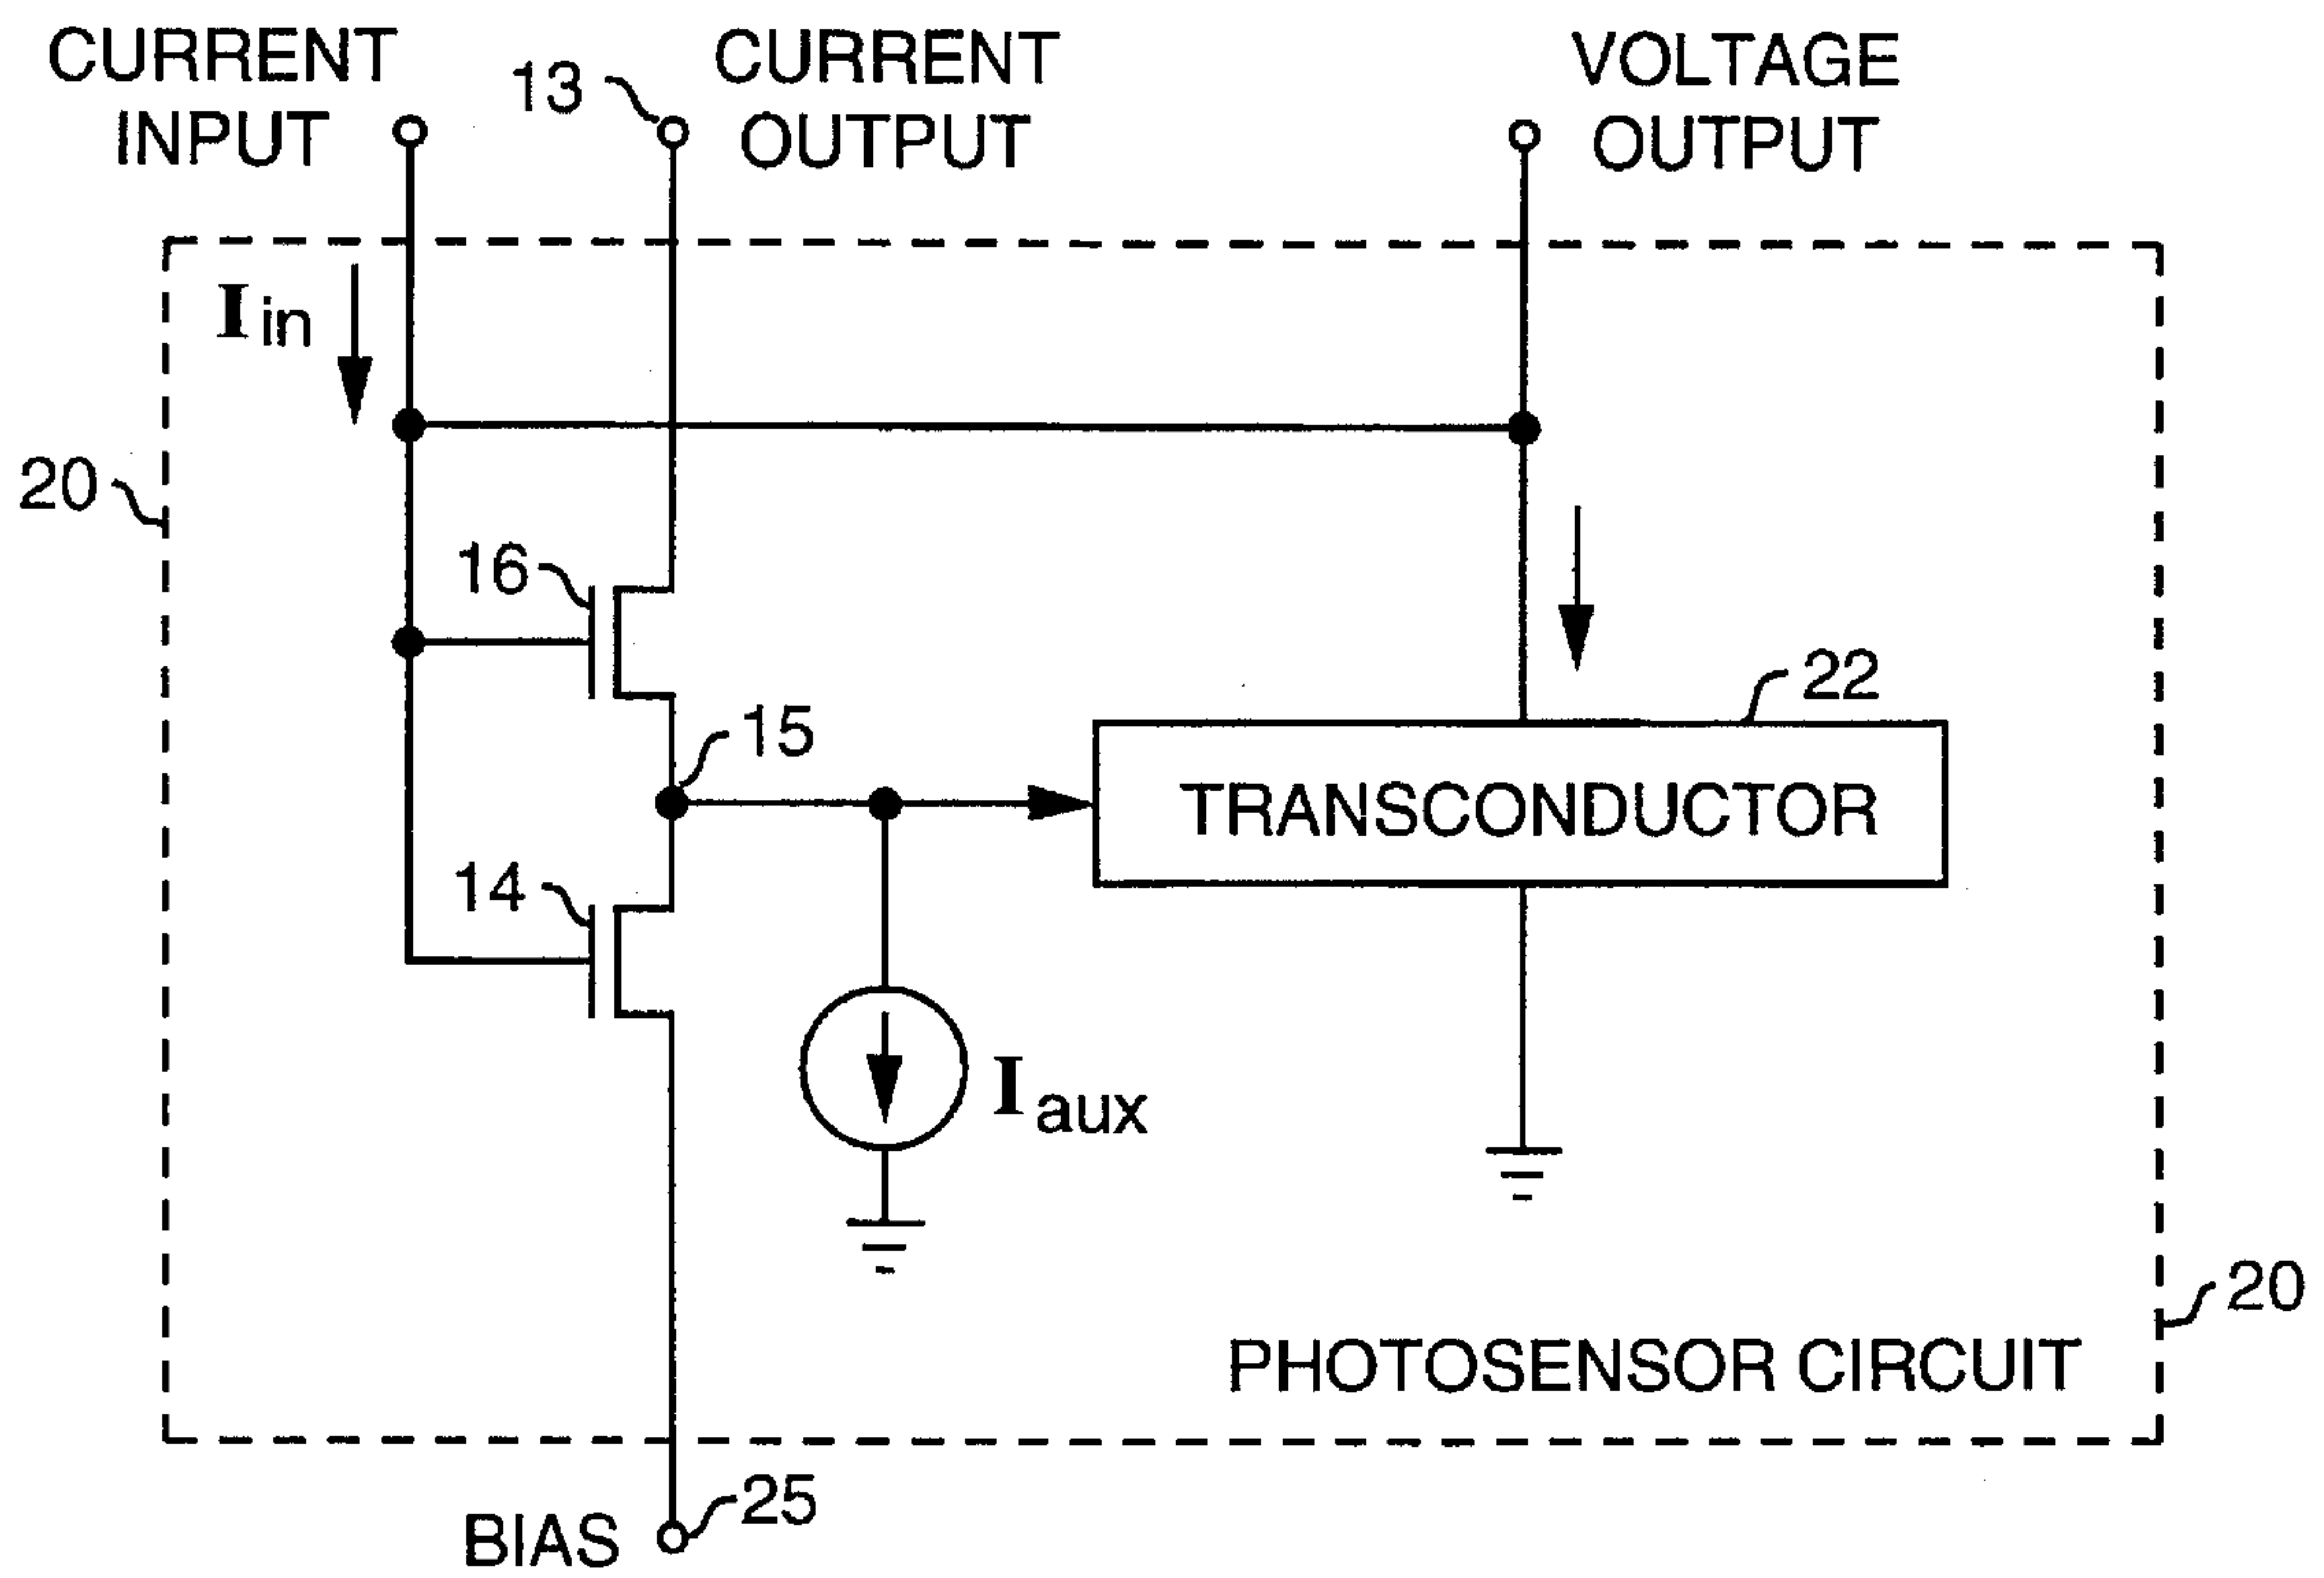 CURRENT
INPUT
13
CURRENT
OUTPUT
VOLTAGE
OUTPUT
Iin
20
16
15
22
TRANSCONDUCTOR
14
Iaux
20
PHOTOSENSOR CIRCUIT
BIAS
25